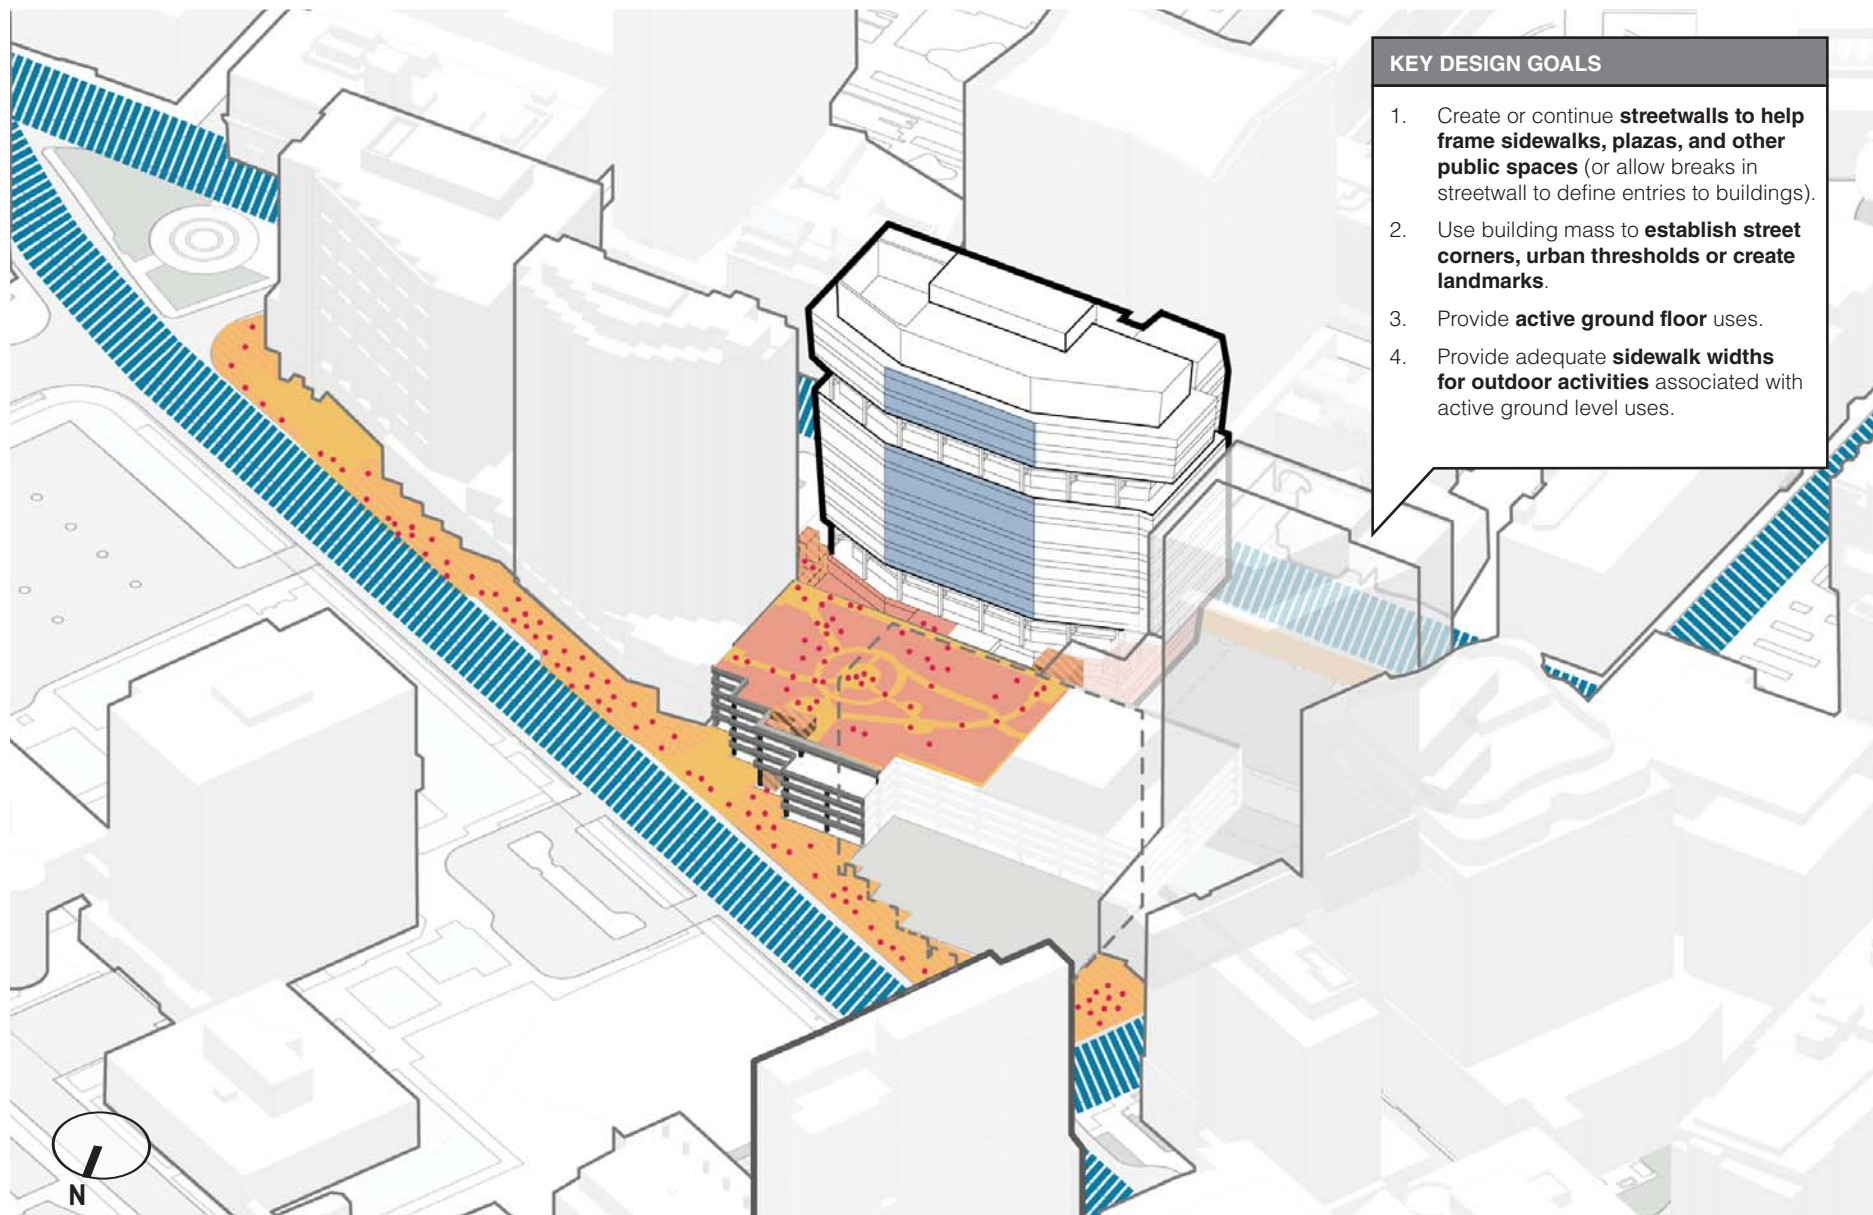 KEY DESIGN GOALS
1. Create or continue streetwalls to help
frame sidewalks, plazas, and other
public spaces (or allow breaks in
streetwall to define entries to buildings).
2. Use building mass to establish street
corners, urban thresholds or create
landmarks.
3. Provide active ground floor uses.
4. Provide adequate sidewalk widths
for outdoor activities associated with
active ground level uses.
N